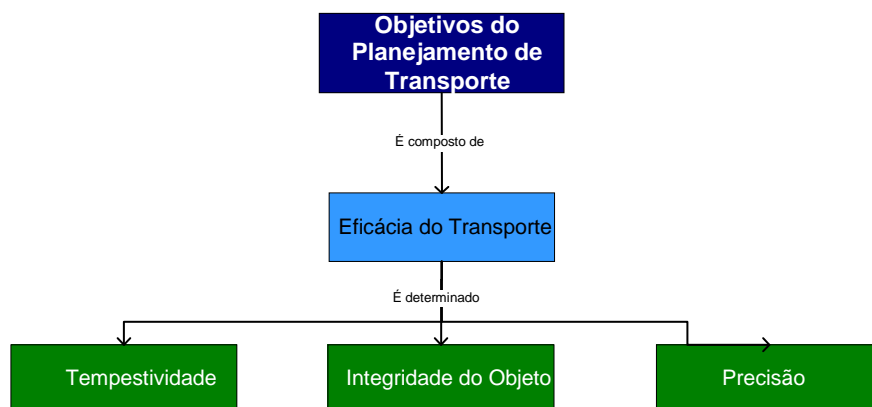 Objetivos do
Planejamento de
Transporte
É composto de
Eficácia do Transporte
É determinado
Tempestividade
Integridade do Objeto
Precisão